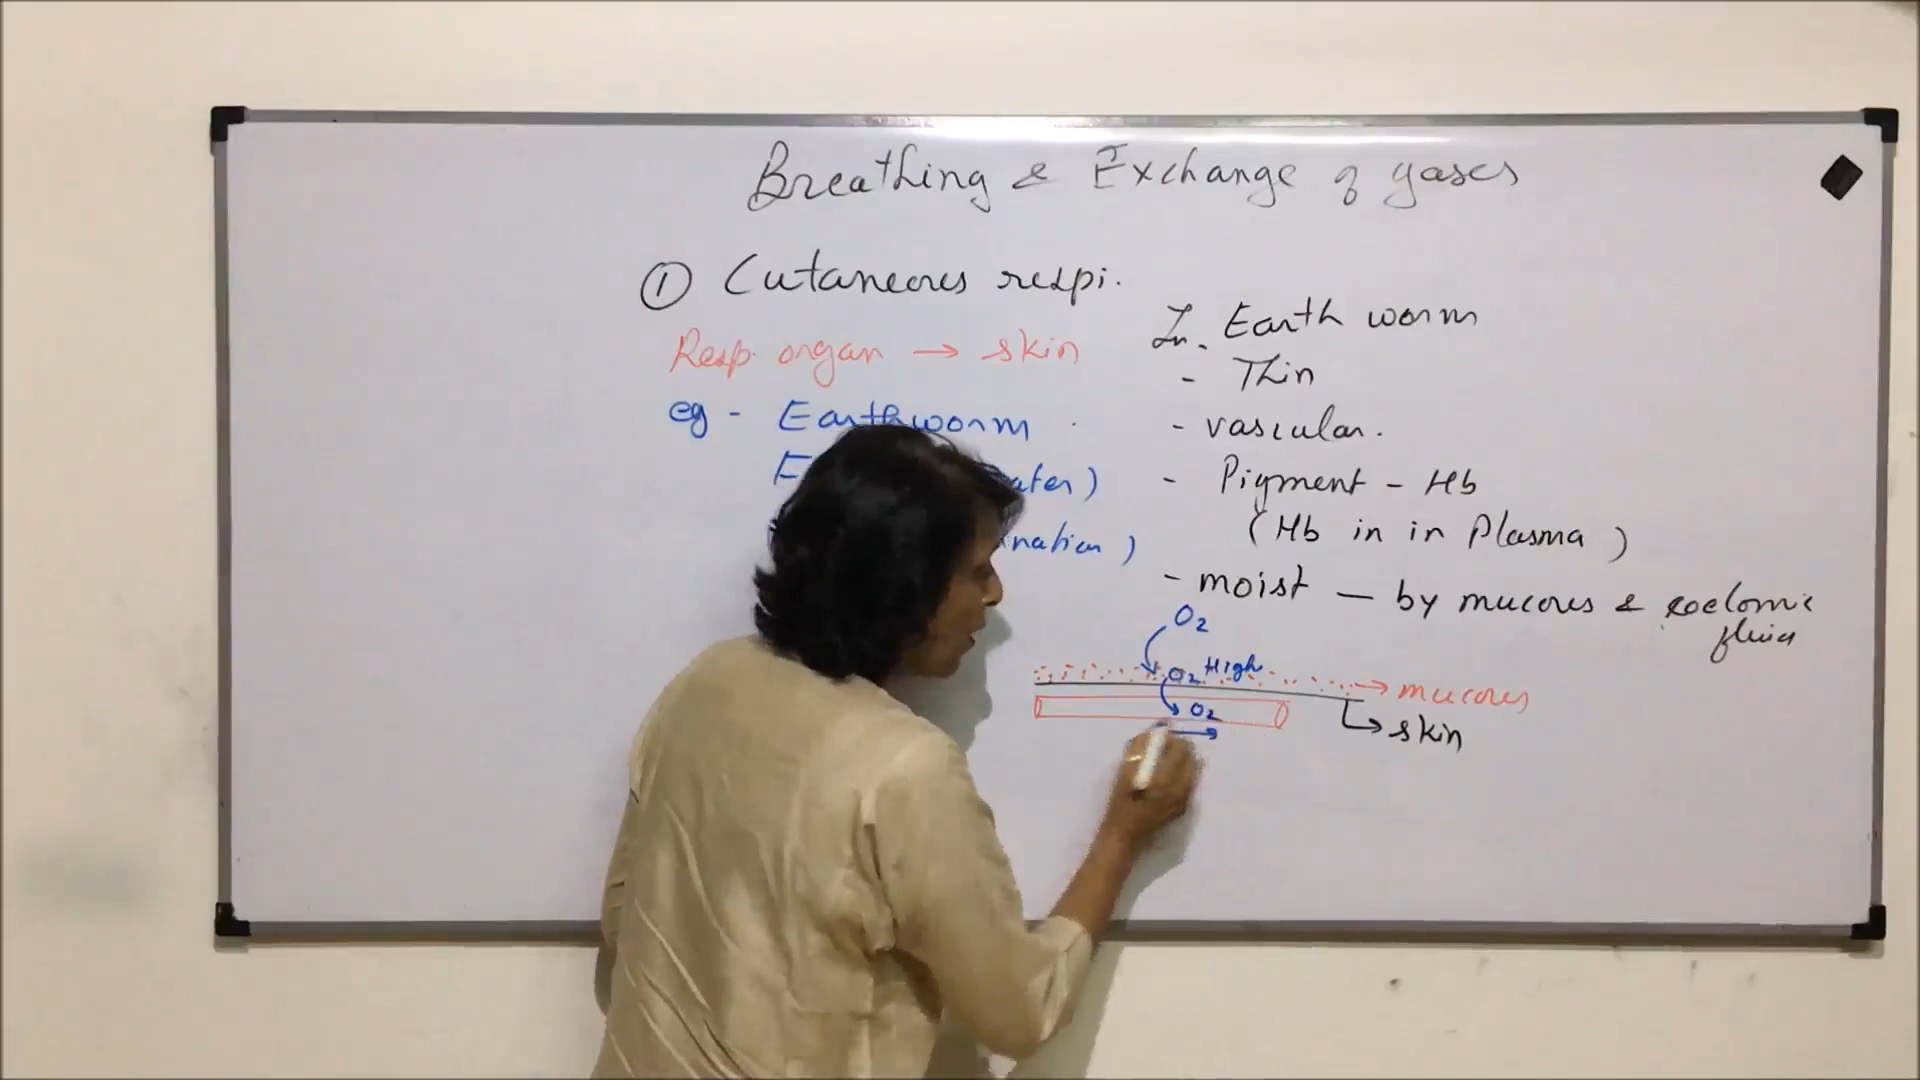 Breathing & Exchange of gases
① Cutaneous respi.
Resp. organ → skin
eg - Earthworm
In Earth worm
- Thin
- vascular.
- Pigment - Hb
(Hb in in Plasma)
- moist — by mucous & coelomic
fluid
O2
O2 High
→ mucous
O2
→ skin